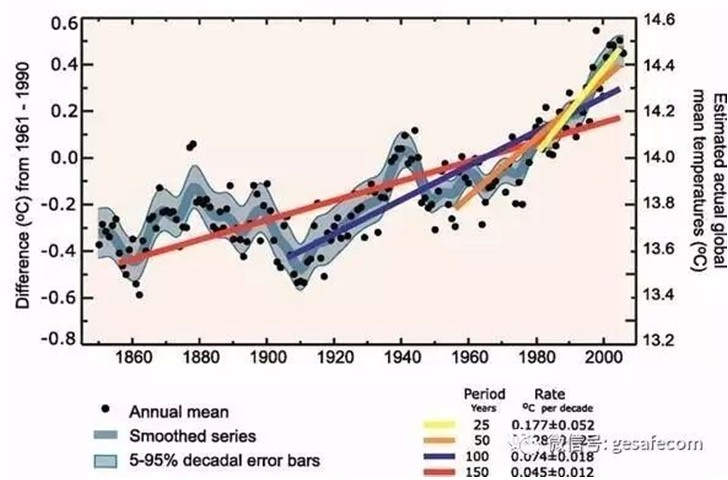 0.6
0.4
0.2
0.0
-0.2
-0.4
-0.6
-0.8
Difference (ºC) from 1961 - 1990
14.6
14.4
14.2
14.0
13.8
13.6
13.4
13.2
Estimated actual global
mean temperatures (ºC)
1860 1880 1900 1920 1940 1960 1980 2000
Annual mean
Smoothed series
5-95% decadal error bars
Period Rate
Years ºC per decade
25 0.177±0.052
50
100 0.074±0.018
150 0.045±0.012
微信号: gesafecom